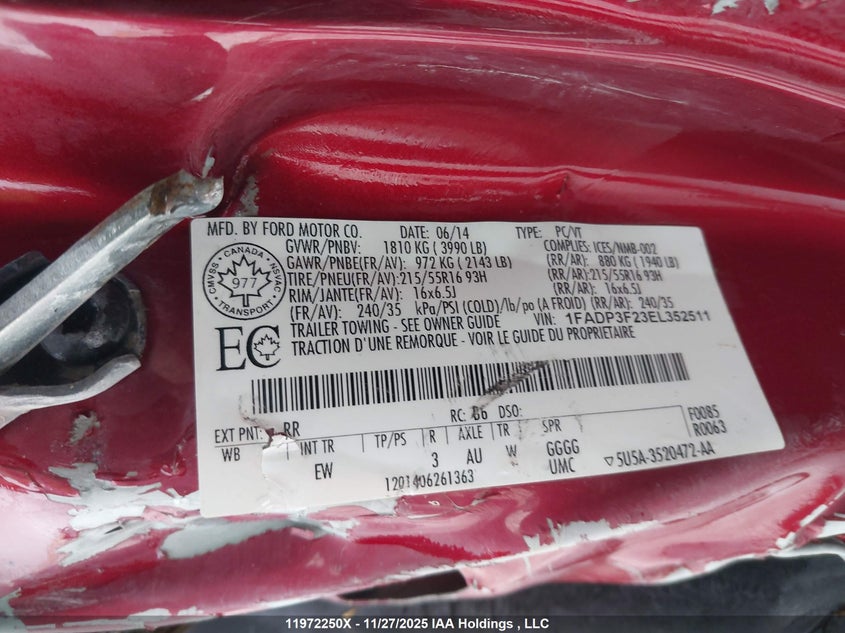 MFD. BY FORD MOTOR CO. DATE: 06/14 TYPE: PC/VT
GVWR/PNBV: 1810 KG ( 3990 LB) COMPLIES: ICES/NMB-002
GAWR/PNBE(FR/AV): 972 KG ( 2143 LB) (RR/AR): 880 KG ( 1940 LB)
TIRE/PNEU(FR/AV):215/55R16 93H (RR/AR):215/55R16 93H
RIM/JANTE(FR/AV): 16x6.5J (RR/AR): 16x6.5J
(FR/AV): 240/35 kPa/PSI (COLD)/lb/po (A FROID) (RR/AR): 240/35
TRAILER TOWING - SEE OWNER GUIDE VIN: 1FADP3F23EL352511
TRACTION D'UNE REMORQUE - VOIR LE GUIDE DU PROPRIO
CANADA
CMVSS NSVAC
977
TRANSPORT
EC
RC: 86 DSO: F0085
EXT PNT: RR R0063
WB INT TR TP/PS R AXLE TR SPR
EW 3 AU W GGGG
UMC 5U5A-3520472-AA
1201406261363
11972250X - 11/27/2025 IAA Holdings , LLC